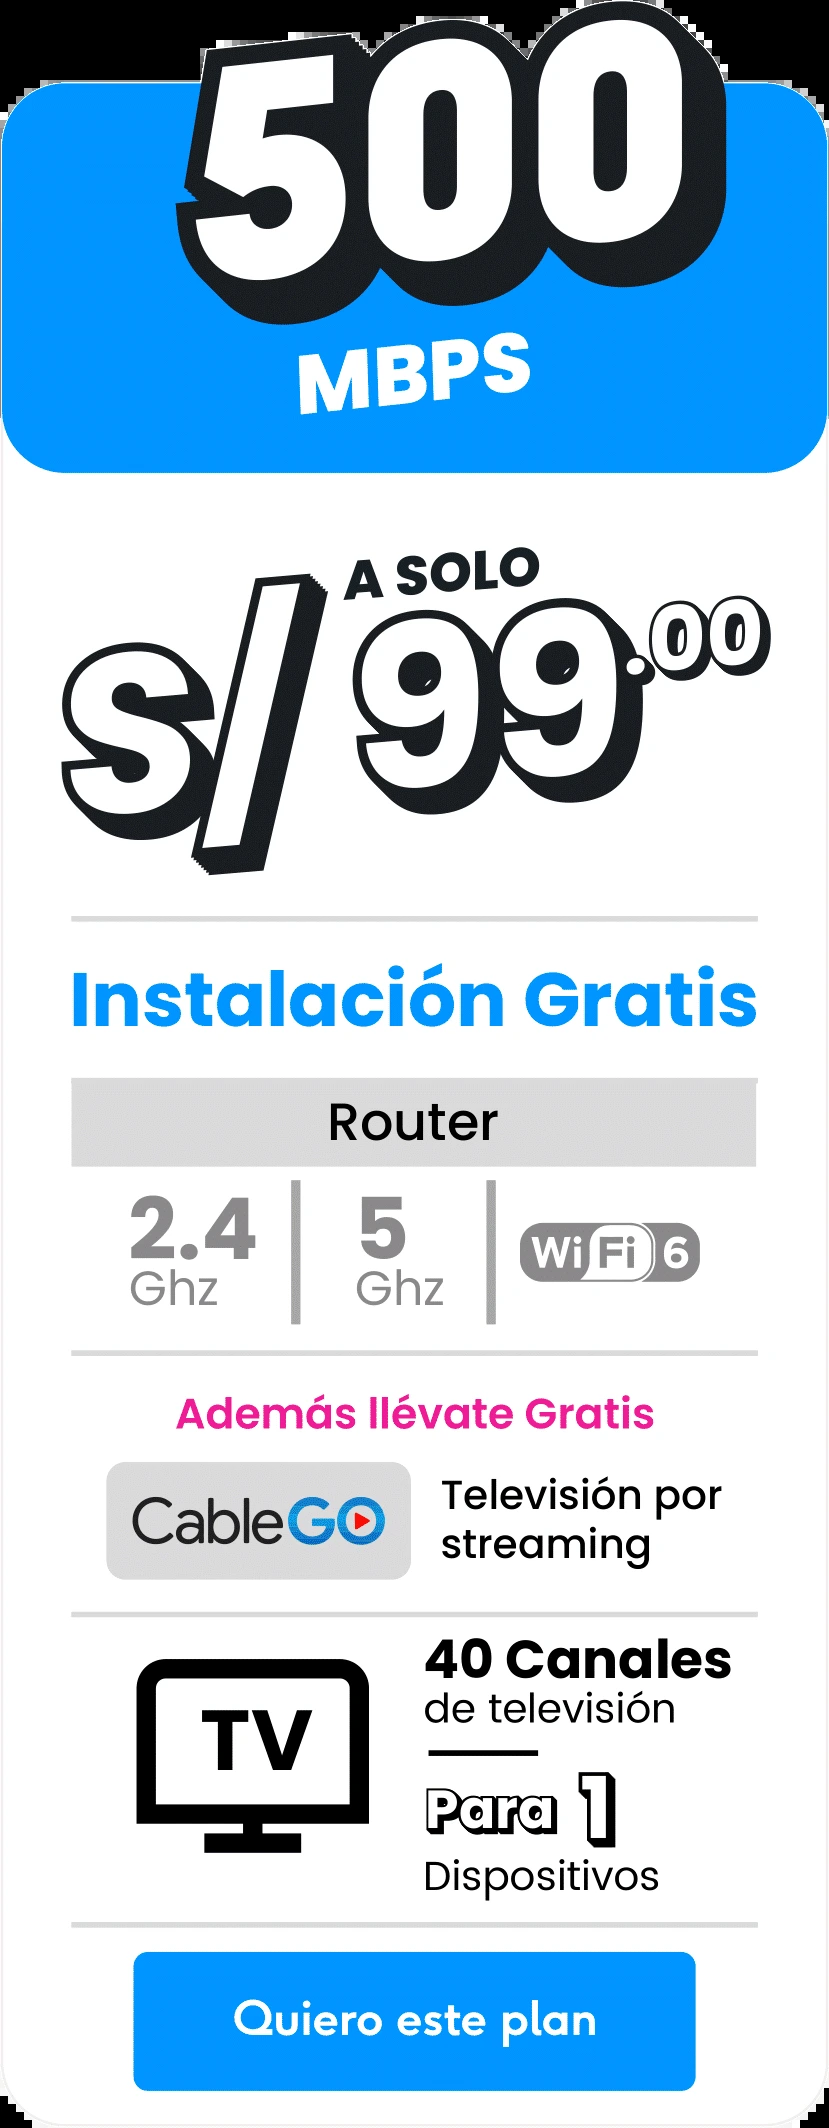 500
MBPS
A SOLO
S/ 99.00
Instalación Gratis
Router
2.4
Ghz
5
Ghz
WiFi 6
Además llévate Gratis
CableGO
Televisión por
streaming
TV
40 Canales
de televisión
Para 1
Dispositivos
Quiero este plan